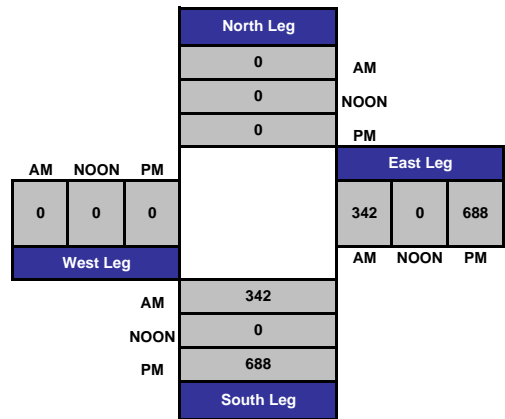 North Leg
0 AM
0 NOON
0 PM
East Leg
AM NOON PM
0 0 0
342 0 688
West Leg
AM NOON PM
AM 342
NOON 0
PM 688
South Leg